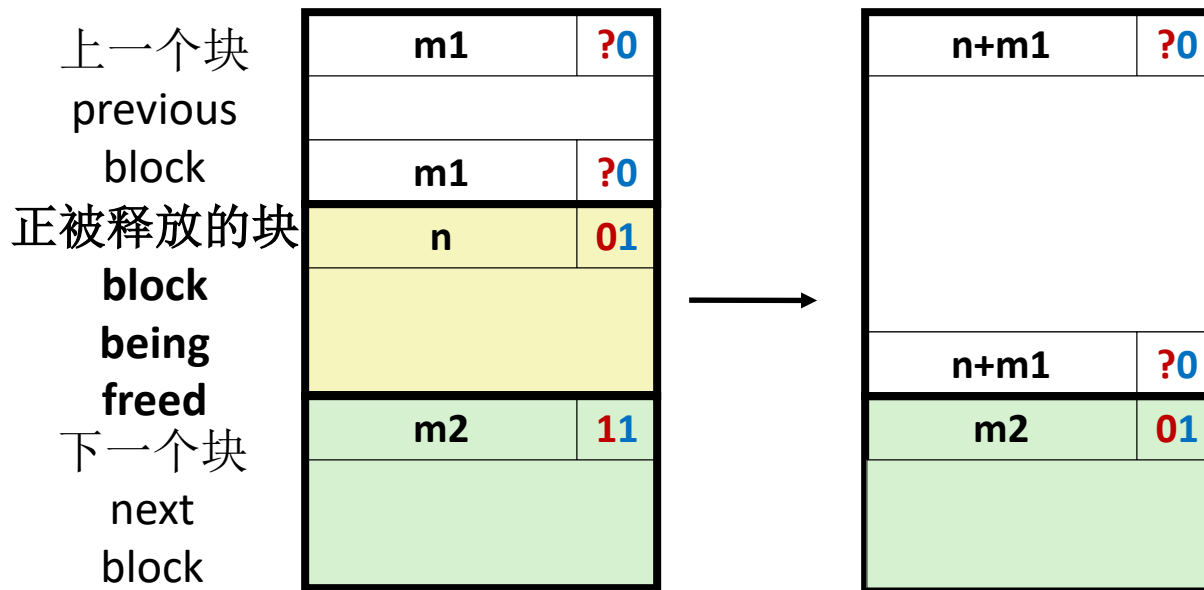 上一个块
previous
block
正被释放的块
block
being
freed
下一个块
next
block
m1 ?0
m1 ?0
n 01
m2 11
n+m1 ?0
n+m1 ?0
m2 01